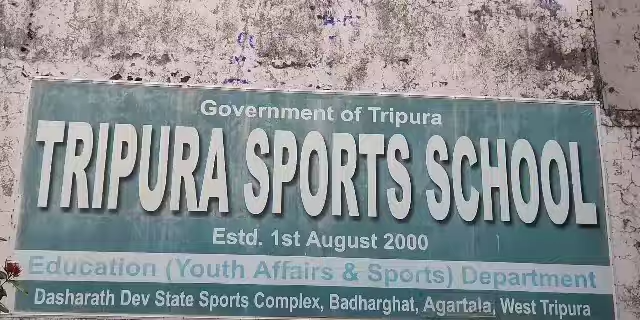 Government of Tripura
TRIPURA SPORTS SCHOOL
Estd. 1st August 2000
Education (Youth Affairs & Sports) Department
Dasharath Dev State Sports Complex, Badharghat, Agartala, West Tripura